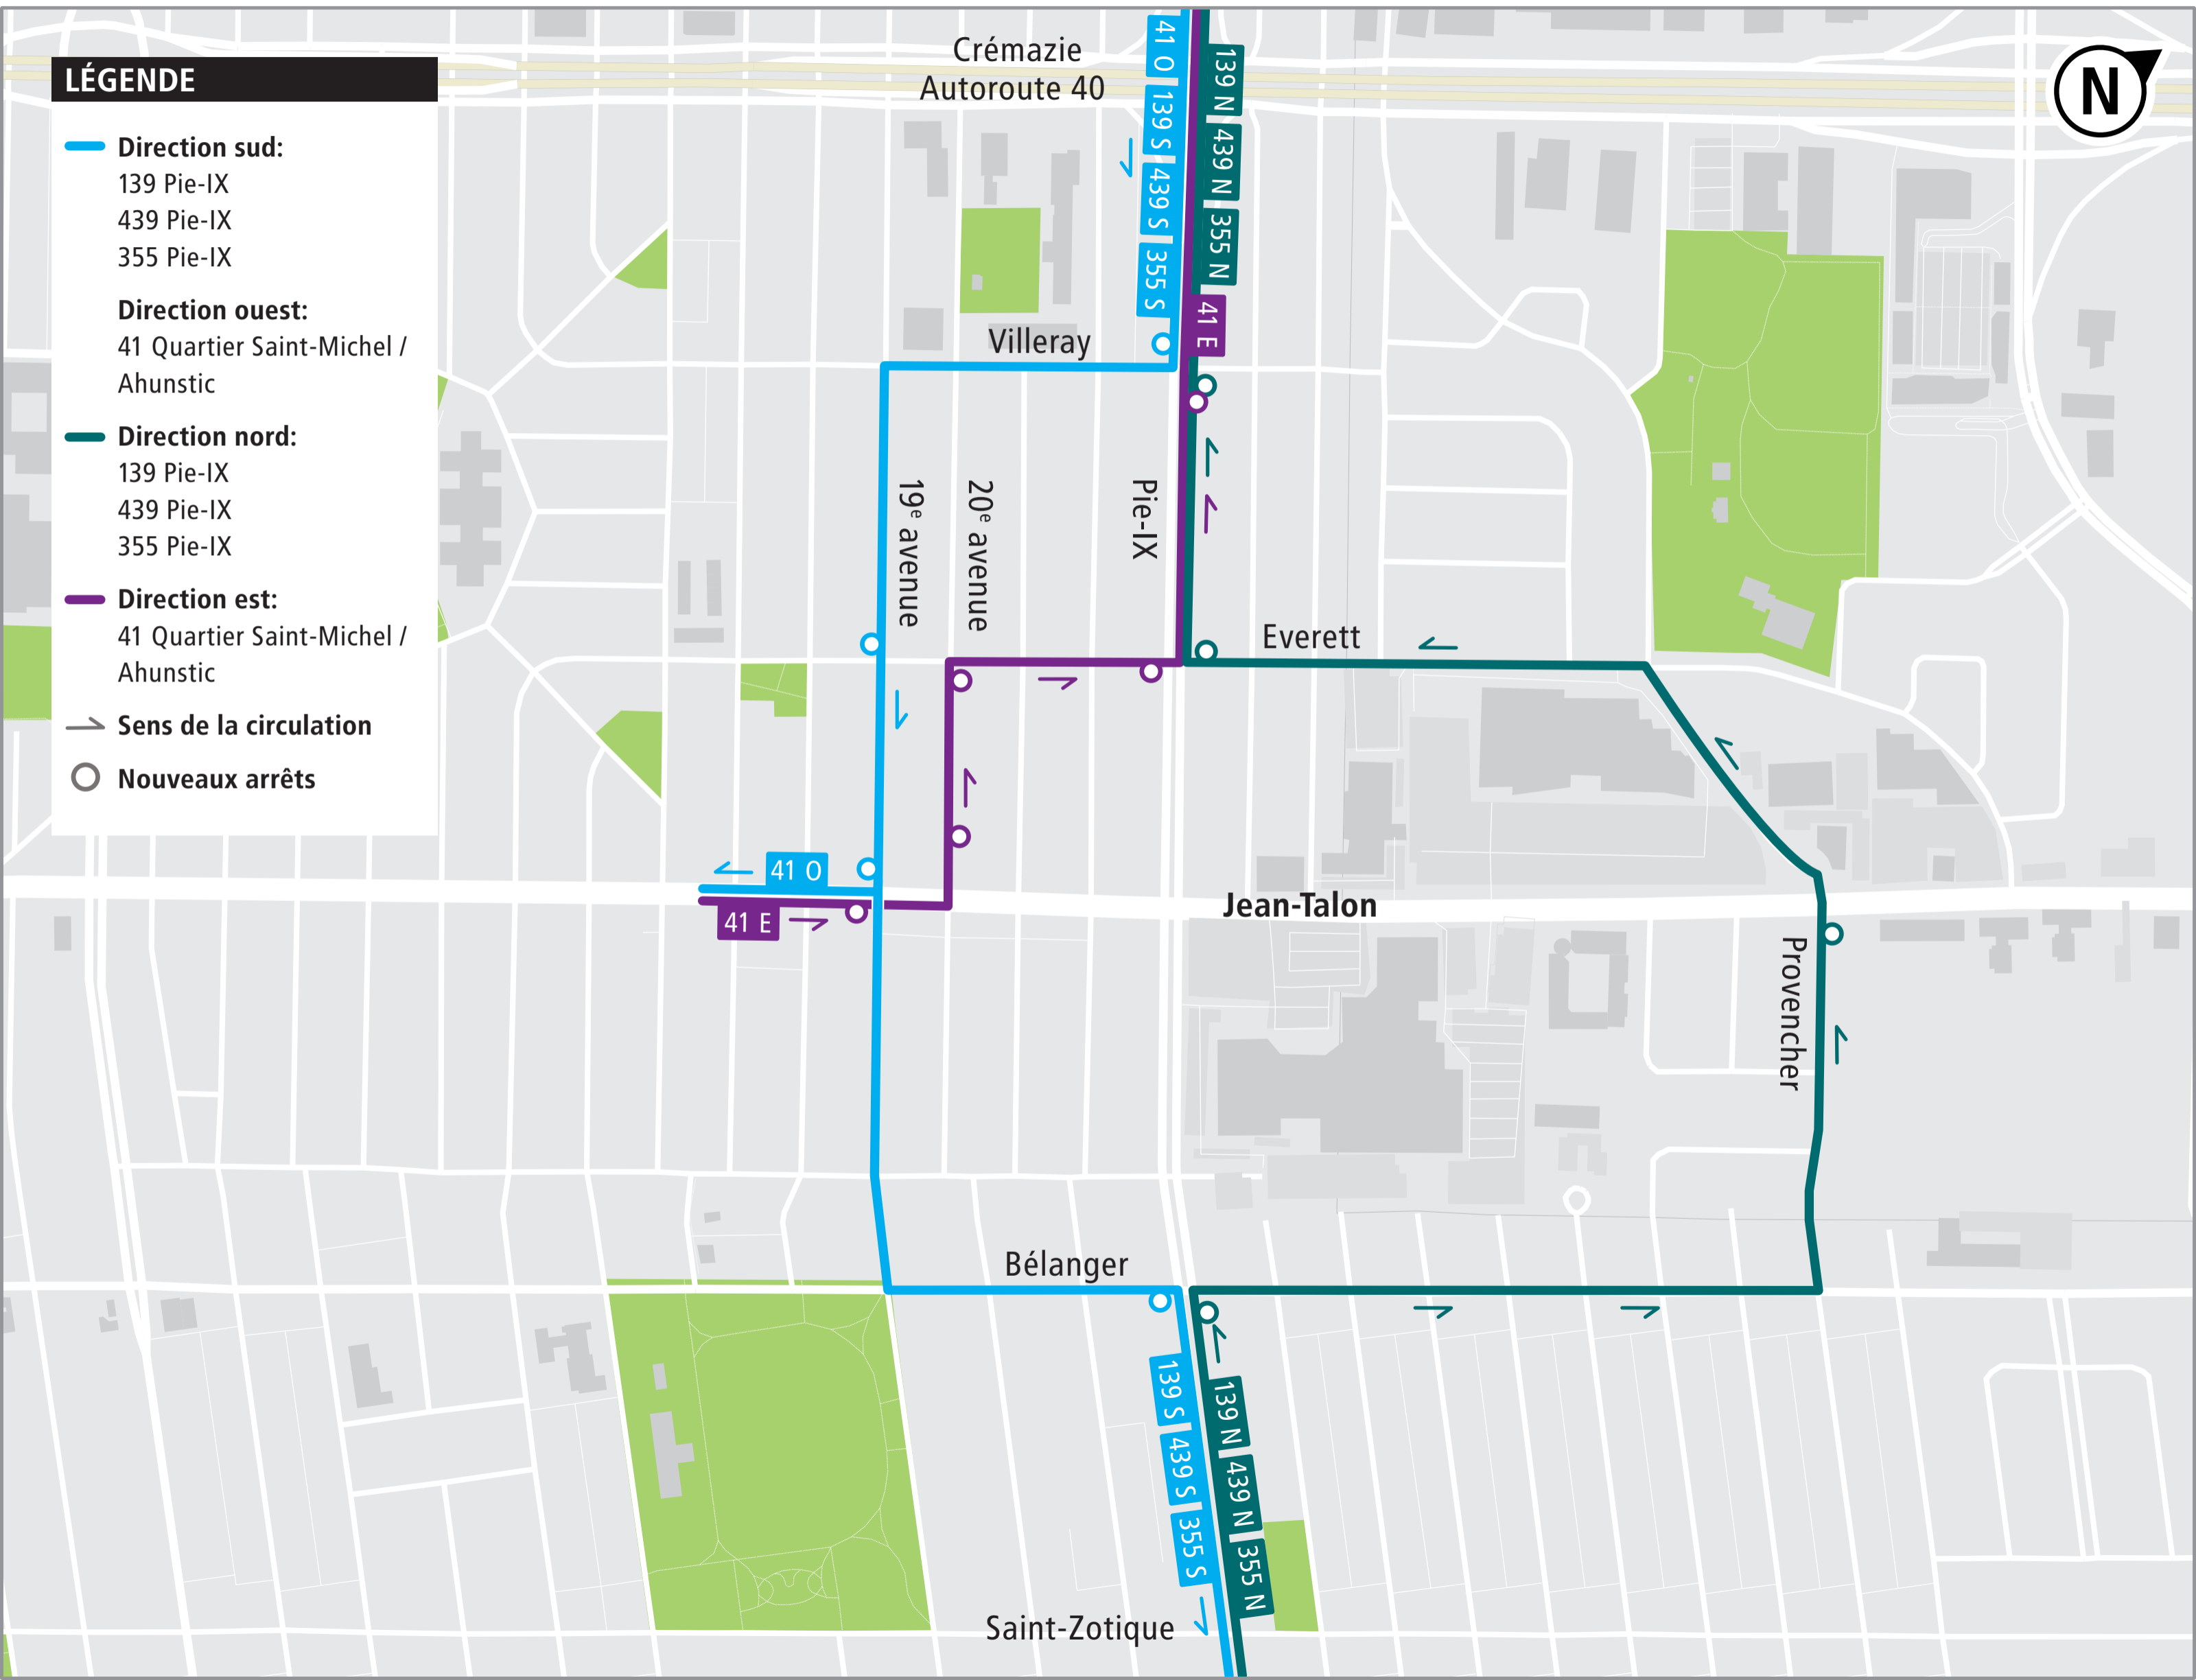 LÉGENDE
Direction sud:
139 Pie-IX
439 Pie-IX
355 Pie-IX
Direction ouest:
41 Quartier Saint-Michel /
Ahunstic
Direction nord:
139 Pie-IX
439 Pie-IX
355 Pie-IX
Direction est:
41 Quartier Saint-Michel /
Ahunstic
Sens de la circulation
Nouveaux arrêts
Crémazie
Autoroute 40
41 O 139 S 439 S 355 S
139 N 439 N 355 N
41 E
N
Villeray
19e avenue
20e avenue
Pie-IX
Everett
41 O
41 E
Jean-Talon
Provencher
Bélanger
139 S 439 S 355 S
139 N 439 N 355 N
Saint-Zotique